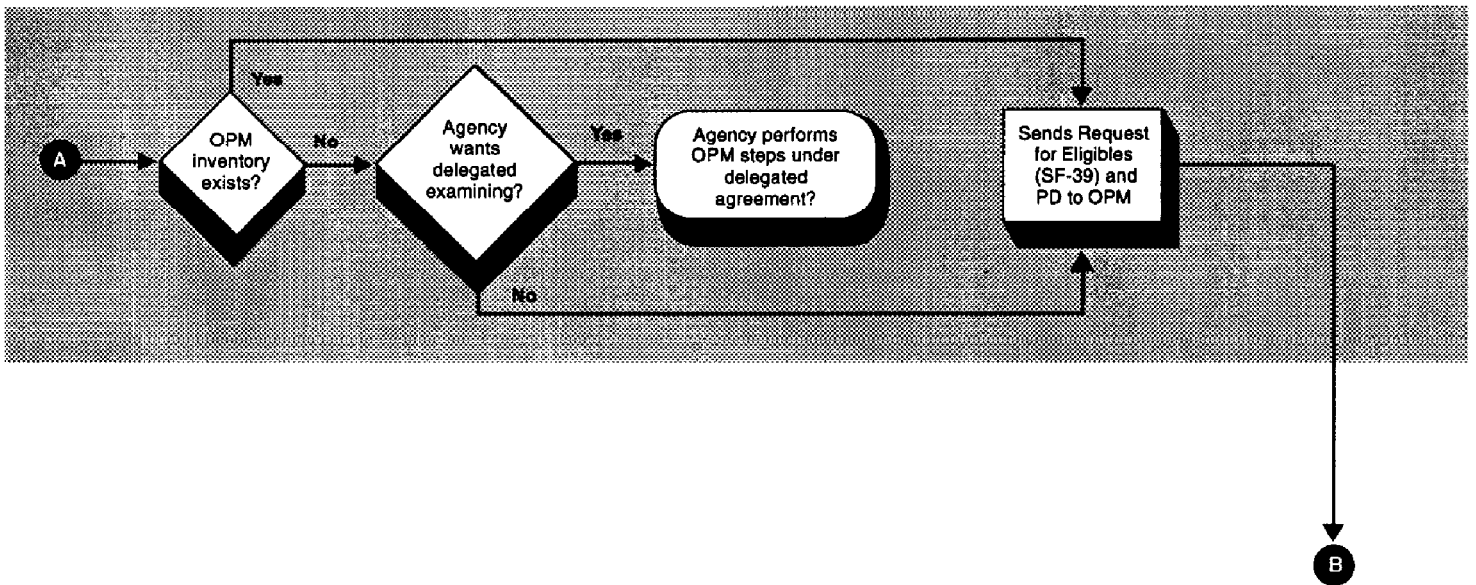 Yes
A
OPM
inventory
exists?
No
Agency
wants
delegated
examining?
Yes
Agency performs
OPM steps under
delegated
agreement?
Sends Request
for Eligibles
(SF-39) and
PD to OPM
No
B